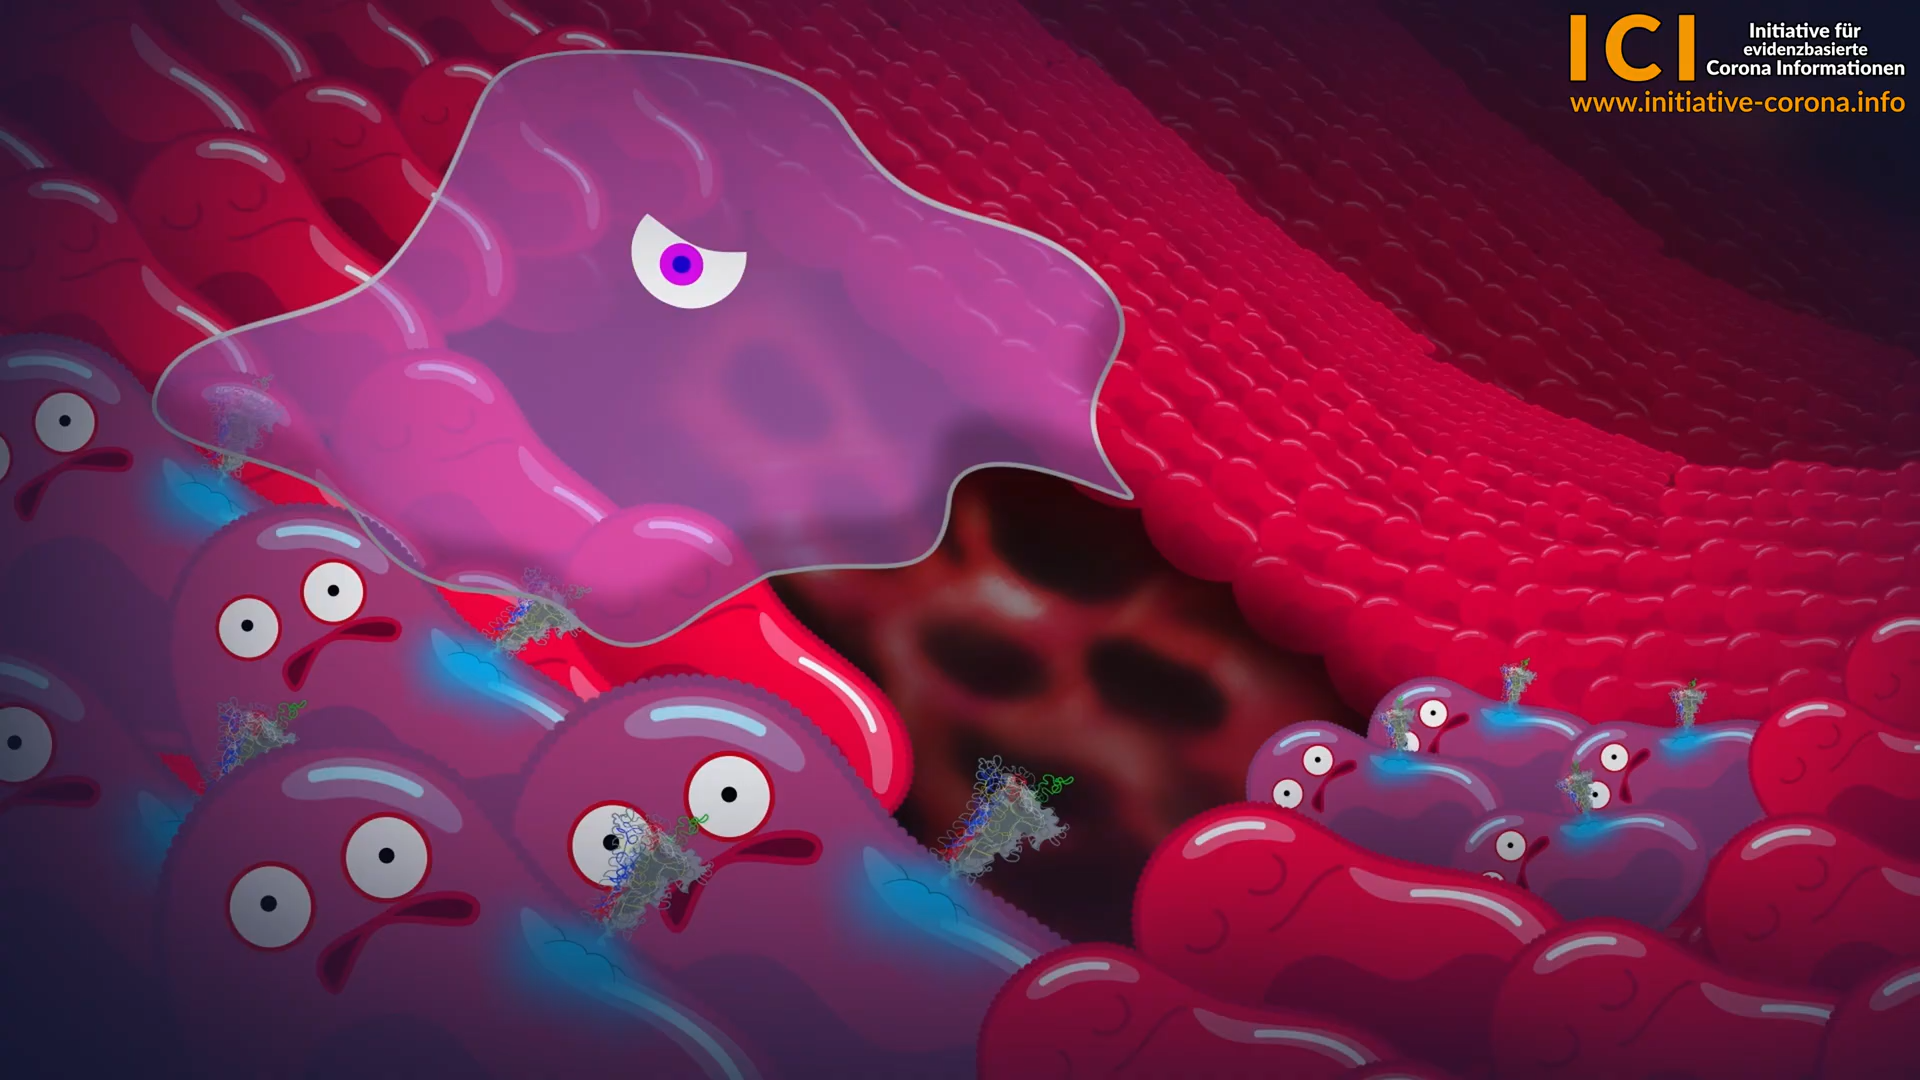 ICI
Initiative für
evidenzbasierte
Corona Informationen
www.initiative-corona.info